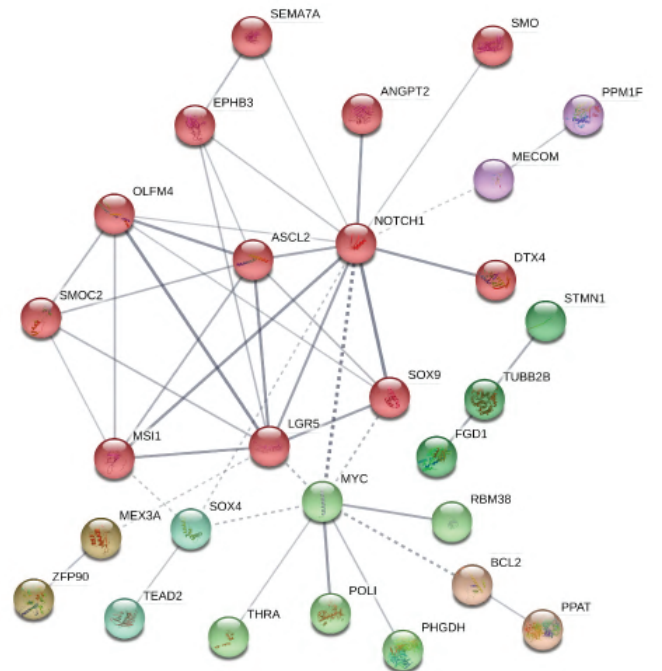 SEMA7A
SMO
ANGPT2
PPM1F
EPHB3
MECOM
OLFM4
NOTCH1
ASCL2
DTX4
SMOC2
STMN1
SOX9
TUBB2B
LGR5
FGD1
MSI1
MYC
MEX3A
SOX4
RBM38
BCL2
ZFP90
TEAD2
POLI
THRA
PPAT
PHGDH